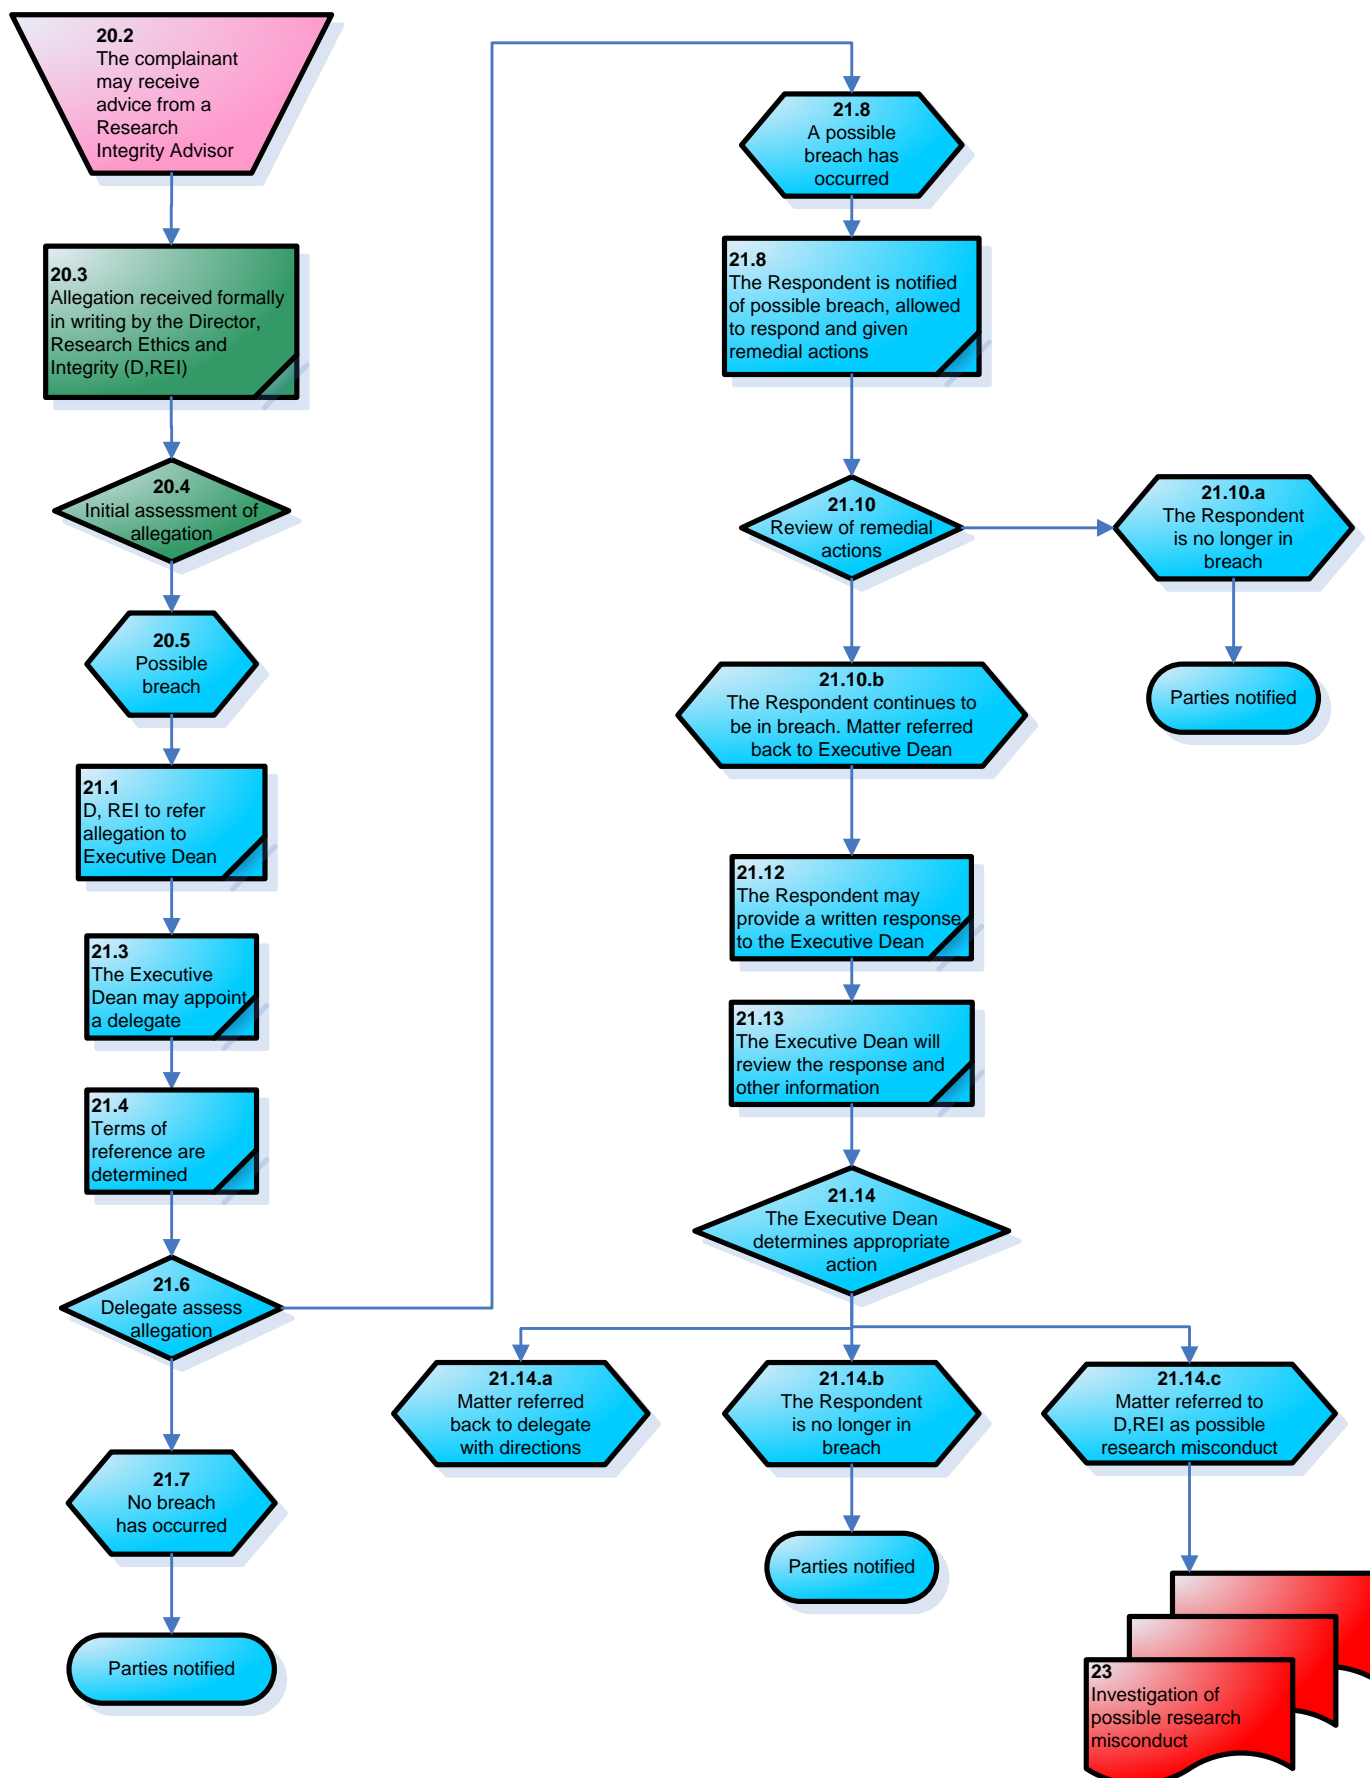 20.2
The complainant
may receive
advice from a
Research
Integrity Advisor
20.3
Allegation received formally
in writing by the Director,
Research Ethics and
Integrity (D,REI)
20.4
Initial assessment of
allegation
20.5
Possible
breach
21.1
D, REI to refer
allegation to
Executive Dean
21.3
The Executive
Dean may appoint
a delegate
21.4
Terms of
reference are
determined
21.6
Delegate assess
allegation
21.7
No breach
has occurred
Parties notified
21.8
A possible
breach has
occurred
21.8
The Respondent is notified
of possible breach, allowed
to respond and given
remedial actions
21.10
Review of remedial
actions
21.10.a
The Respondent
is no longer in
breach
Parties notified
21.10.b
The Respondent continues to
be in breach. Matter referred
back to Executive Dean
21.12
The Respondent may
provide a written response
to the Executive Dean
21.13
The Executive Dean will
review the response and
other information
21.14
The Executive Dean
determines appropriate
action
21.14.a
Matter referred
back to delegate
with directions
21.14.b
The Respondent
is no longer in
breach
Parties notified
21.14.c
Matter referred to
D,REI as possible
research misconduct
23
Investigation of
possible research
misconduct